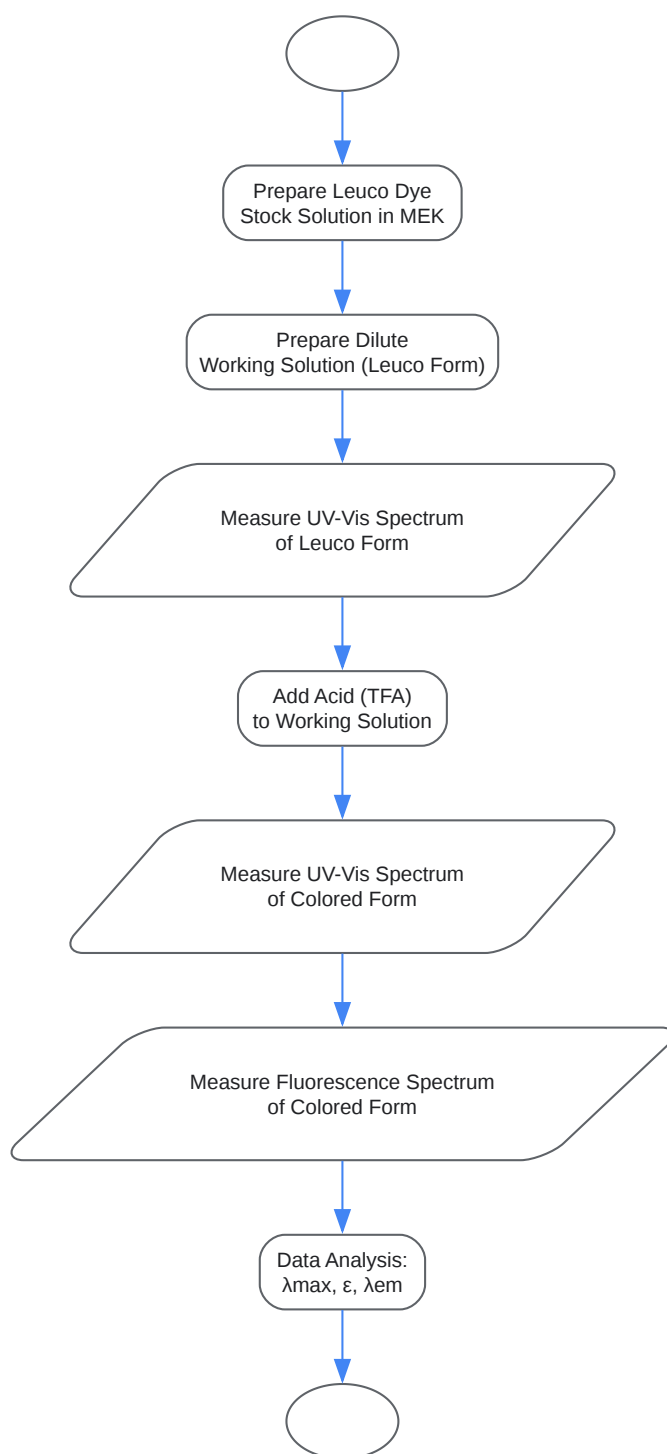 Prepare Leuco Dye
Stock Solution in MEK
Prepare Dilute
Working Solution (Leuco Form)
Measure UV-Vis Spectrum
of Leuco Form
Add Acid (TFA)
to Working Solution
Measure UV-Vis Spectrum
of Colored Form
Measure Fluorescence Spectrum
of Colored Form
Data Analysis:
λmax, ε, λem